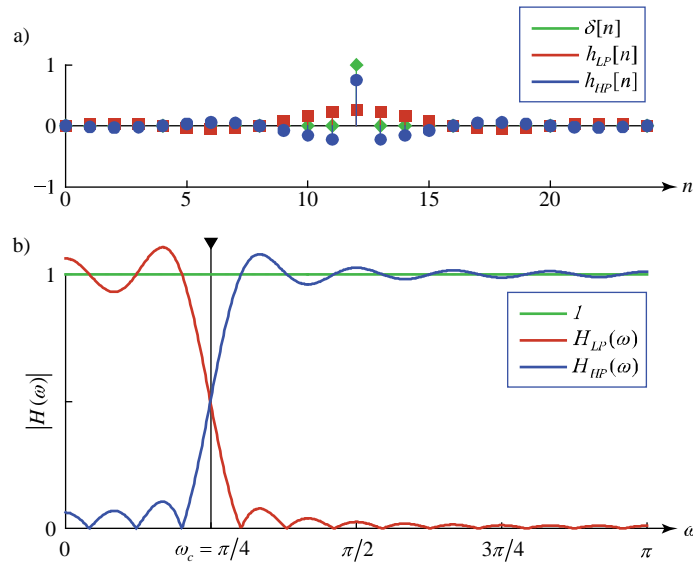 a)
δ[n]
h_LP[n]
h_HP[n]
1
0
−1
0
5
10
15
20
n
b)
1
0
|H(ω)|
1
H_LP(ω)
H_HP(ω)
0
ω_c = π/4
π/2
3π/4
π
ω